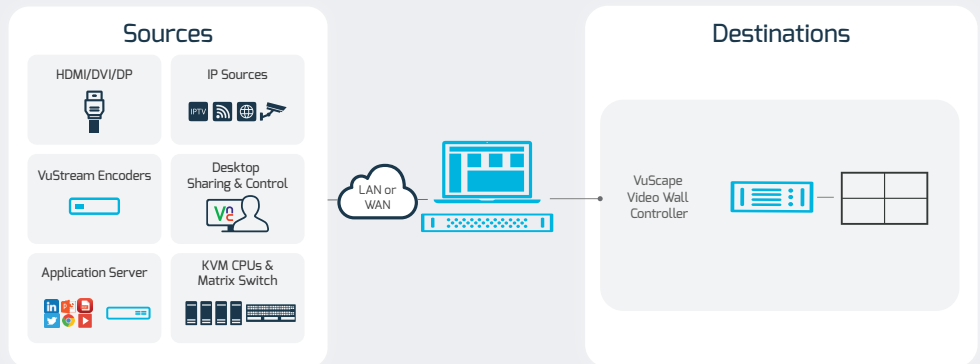 Sources
HDMI/DVI/DP
IP Sources
IPTV
VuStream Encoders
Desktop
Sharing & Control
Vnc
Application Server
KVM CPUs &
Matrix Switch
LAN or
WAN
Destinations
VuScape
Video Wall
Controller